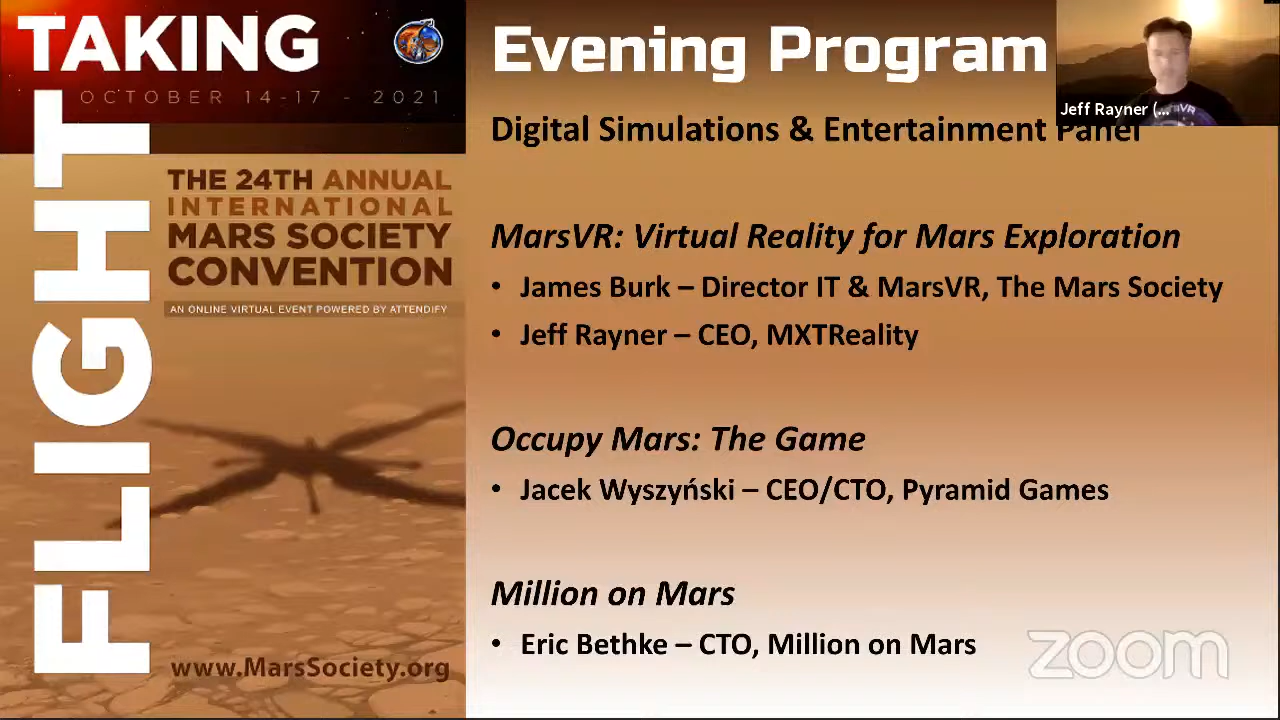 TAKING
FLIGHT
OCTOBER 14-17 - 2021
THE 24TH ANNUAL
INTERNATIONAL
MARS SOCIETY
CONVENTION
AN ONLINE VIRTUAL EVENT POWERED BY ATTENDIFY
www.MarsSociety.org
Evening Program
Digital Simulations & Entertainment Panel
MarsVR: Virtual Reality for Mars Exploration
• James Burk – Director IT & MarsVR, The Mars Society
• Jeff Rayner – CEO, MXTReality
Occupy Mars: The Game
• Jacek Wyszyński – CEO/CTO, Pyramid Games
Million on Mars
• Eric Bethke – CTO, Million on Mars
Jeff Rayner (...
zoom